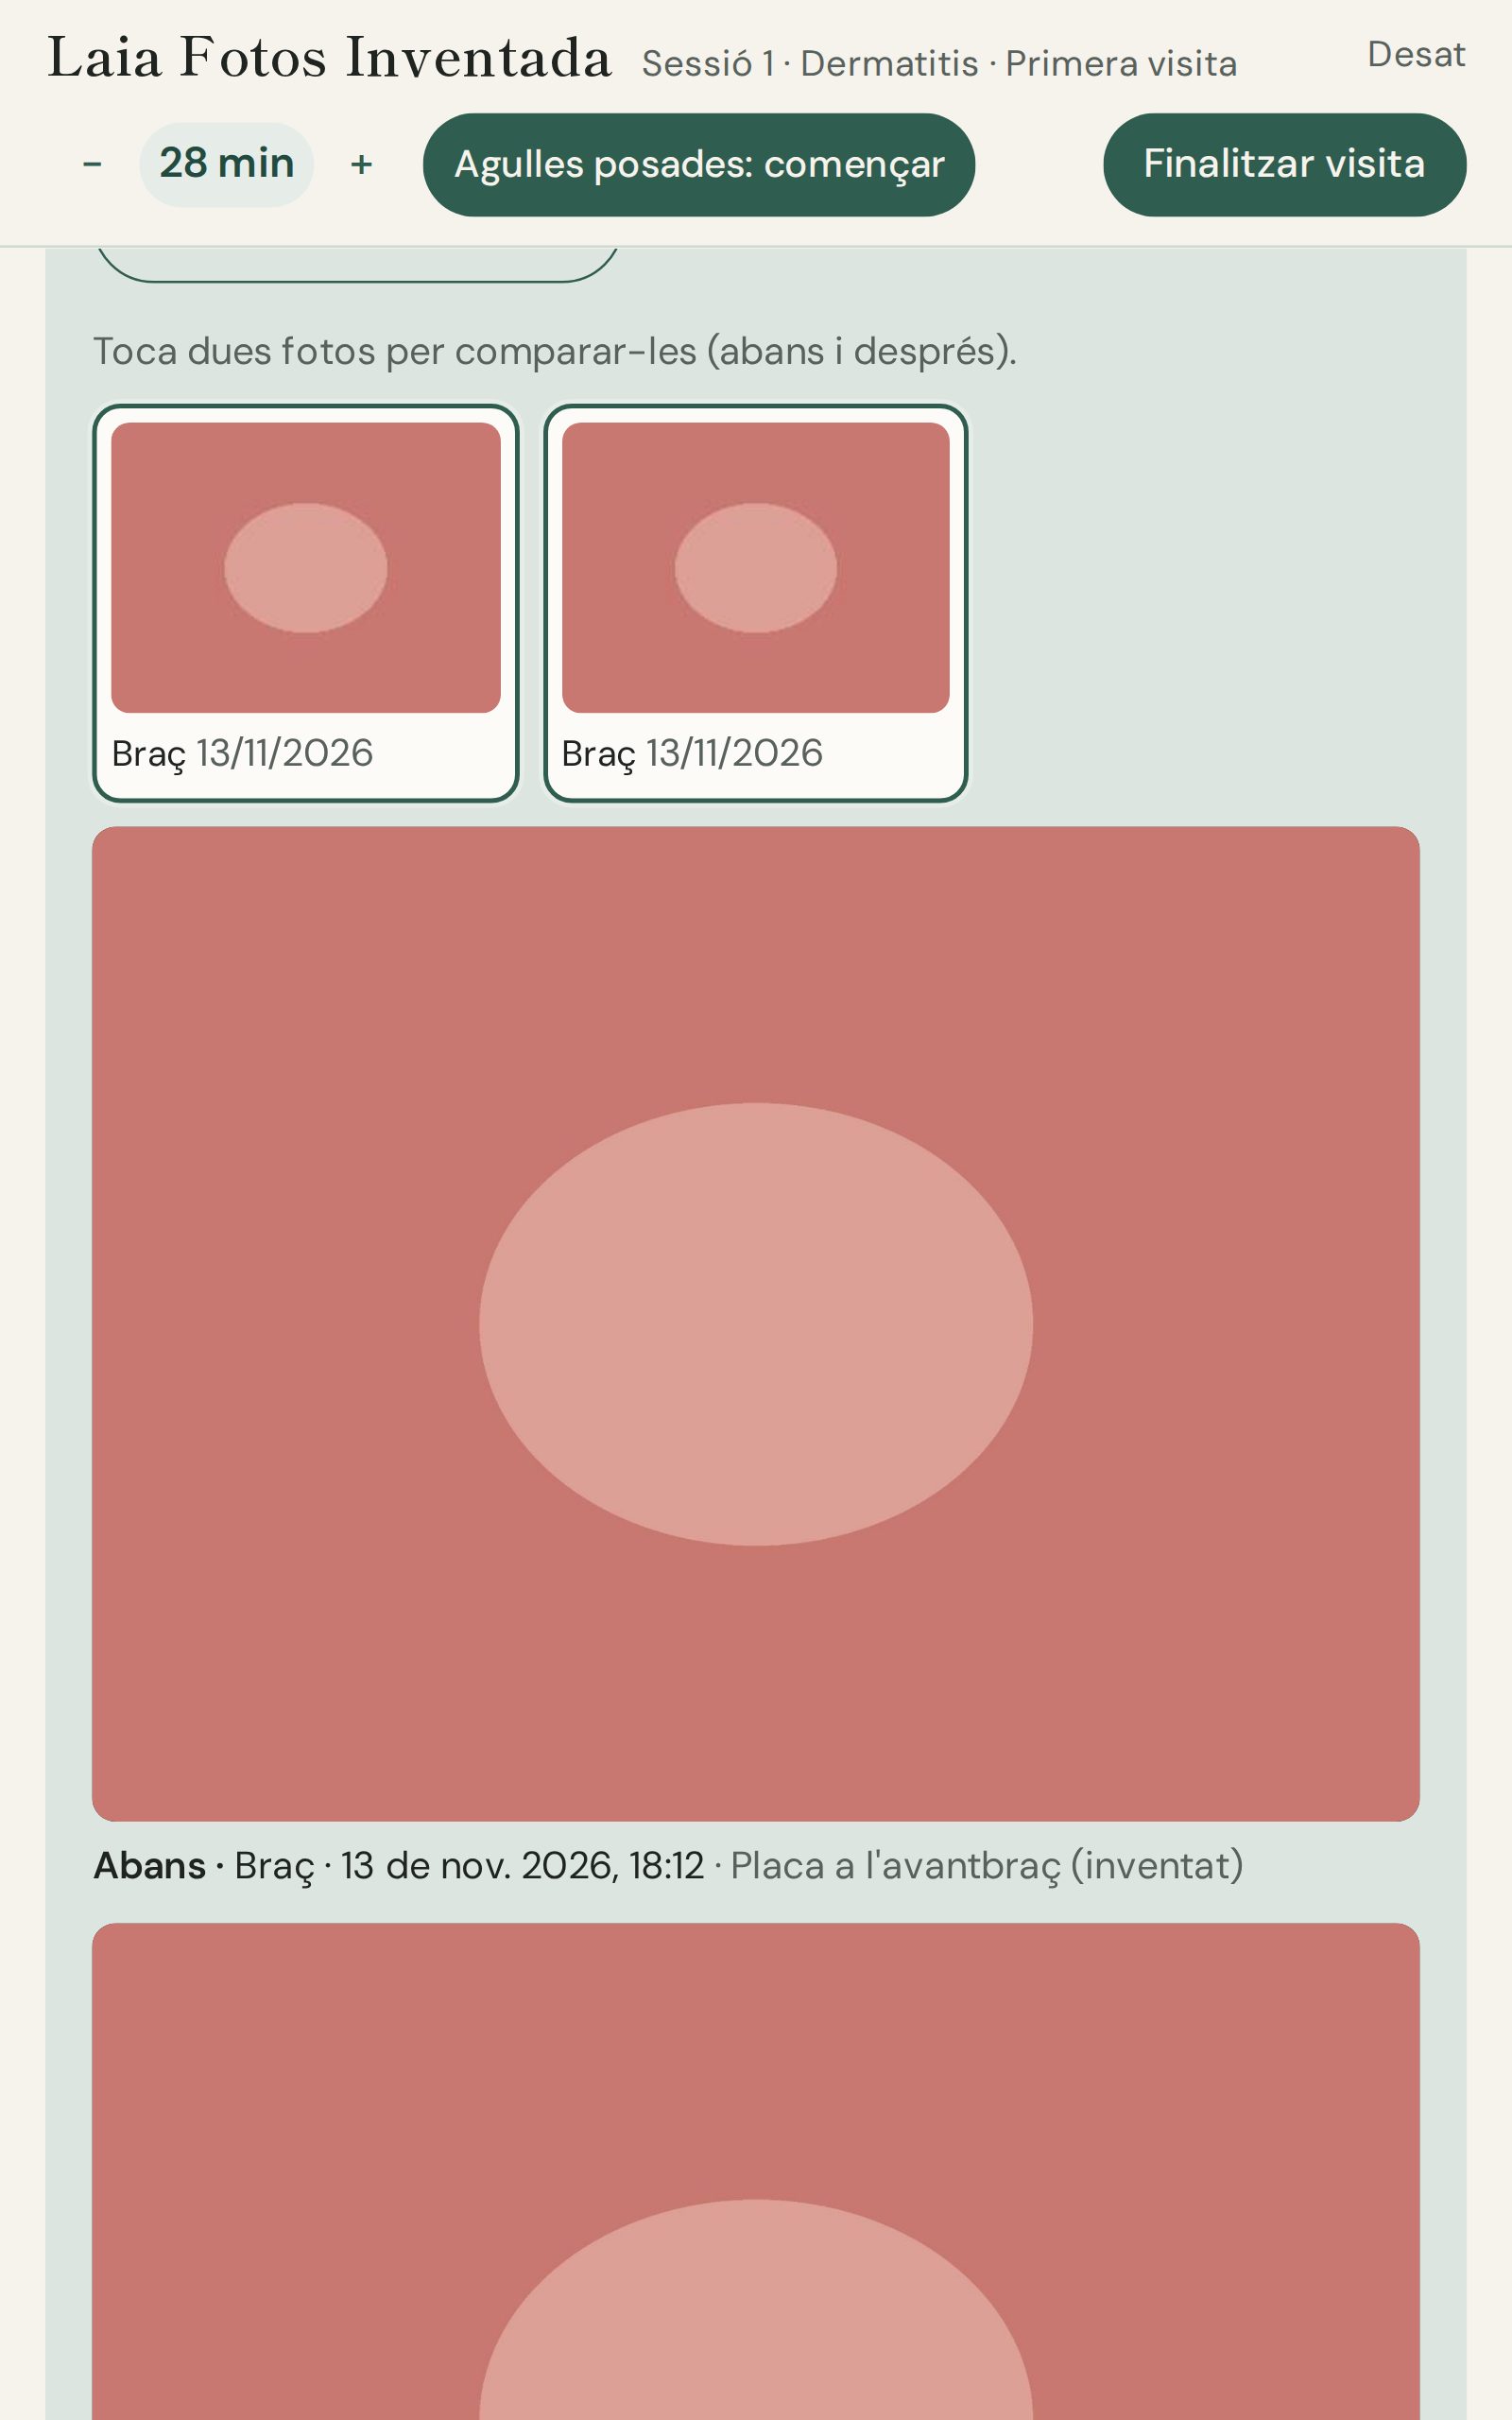 Laia Fotos Inventada Sessió 1 · Dermatitis · Primera visita Desat
− 28 min + Agulles posades: començar Finalitzar visita
Toca dues fotos per comparar-les (abans i després).
Braç 13/11/2026 Braç 13/11/2026
Abans · Braç · 13 de nov. 2026, 18:12 · Placa a l'avantbraç (inventat)